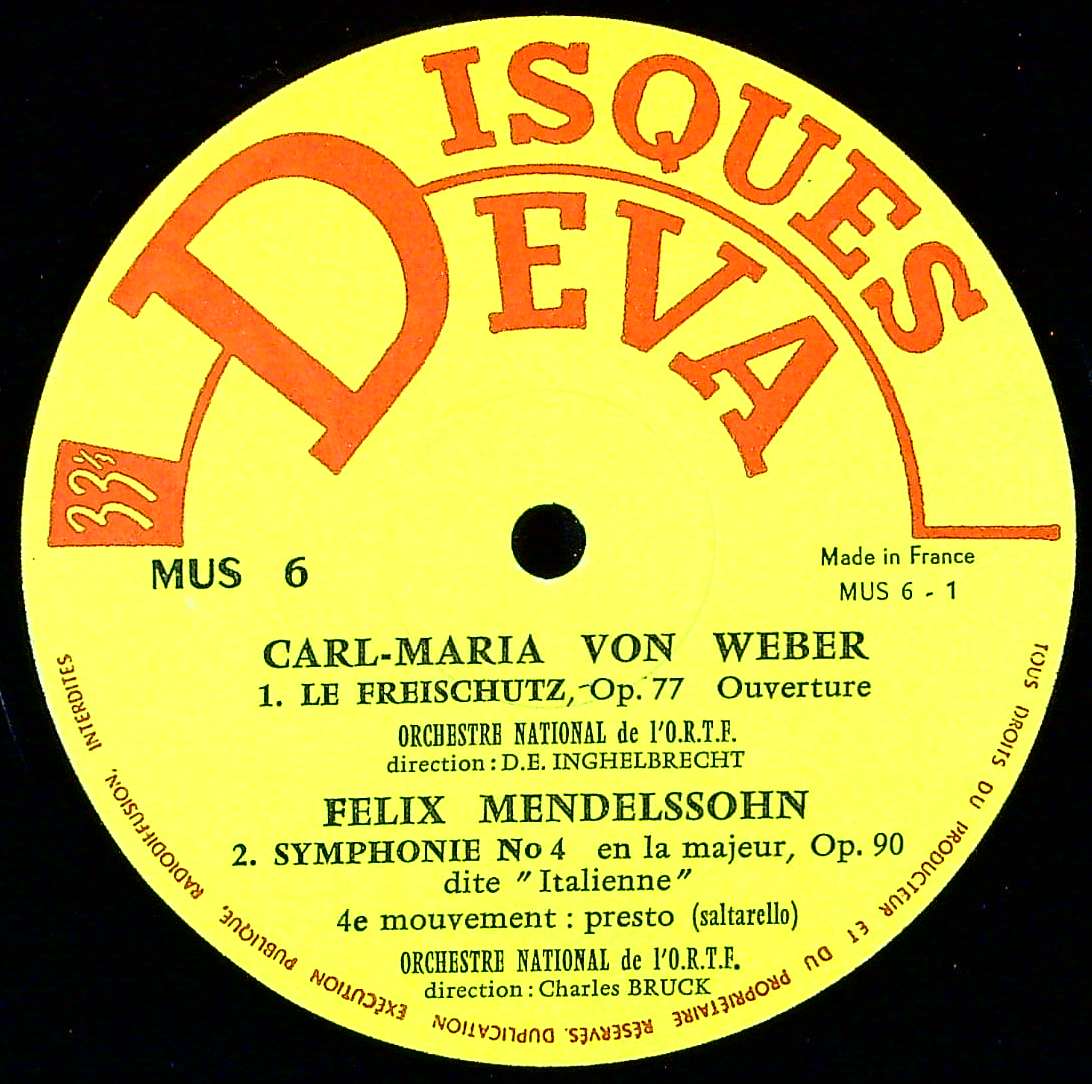 DISQUES
DEVA
33⅓
MUS 6
Made in France
MUS 6 - 1
CARL-MARIA VON WEBER
1. LE FREISCHUTZ, Op. 77 Ouverture
ORCHESTRE NATIONAL de l'O.R.T.F.
direction : D.E. INGHELBRECHT
FELIX MENDELSSOHN
2. SYMPHONIE No 4 en la majeur, Op. 90
dite "Italienne"
4e mouvement : presto (saltarello)
ORCHESTRE NATIONAL de l'O.R.T.F.
direction : Charles BRUCK
TOUS DROITS DU PRODUCTEUR ET DU PROPRIÉTAIRE RÉSERVÉS. DUPLICATION EXÉCUTION PUBLIQUE, RADIODIFFUSION, INTERDITES